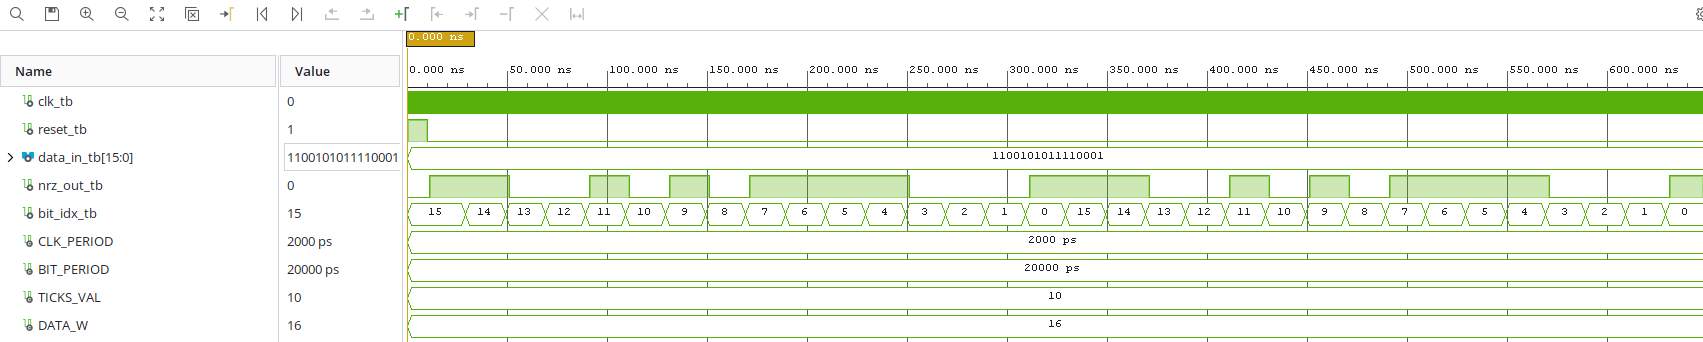 0.000 ns
Name Value 0.000 ns 50.000 ns 100.000 ns 150.000 ns 200.000 ns 250.000 ns 300.000 ns 350.000 ns 400.000 ns 450.000 ns 500.000 ns 550.000 ns 600.000 ns
clk_tb 0
reset_tb 1
data_in_tb[15:0] 1100101011110001 1100101011110001
nrz_out_tb 0
bit_idx_tb 15 15 14 13 12 11 10 9 8 7 6 5 4 3 2 1 0 15 14 13 12 11 10 9 8 7 6 5 4 3 2 1 0
CLK_PERIOD 2000 ps 2000 ps
BIT_PERIOD 20000 ps 20000 ps
TICKS_VAL 10 10
DATA_W 16 16